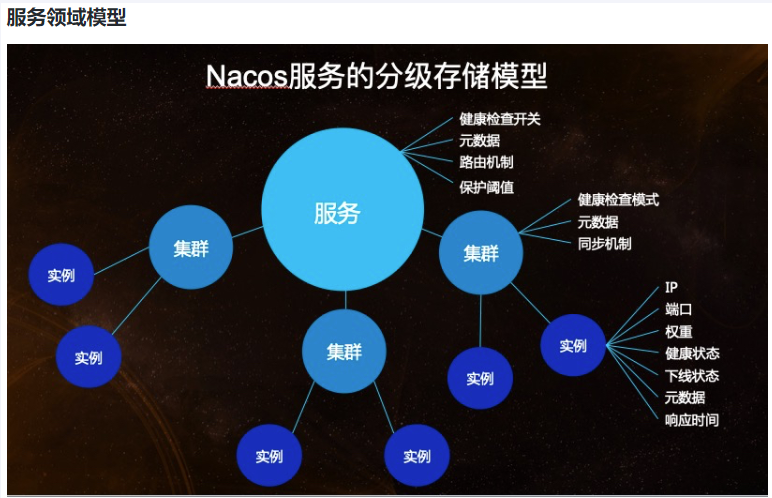 服务领域模型
Nacos服务的分级存储模型
健康检查开关
元数据
路由机制
保护阈值
服务
健康检查模式
元数据
同步机制
集群
集群
实例
IP
端口
权重
健康状态
下线状态
元数据
响应时间
实例
实例
集群
实例
实例
实例